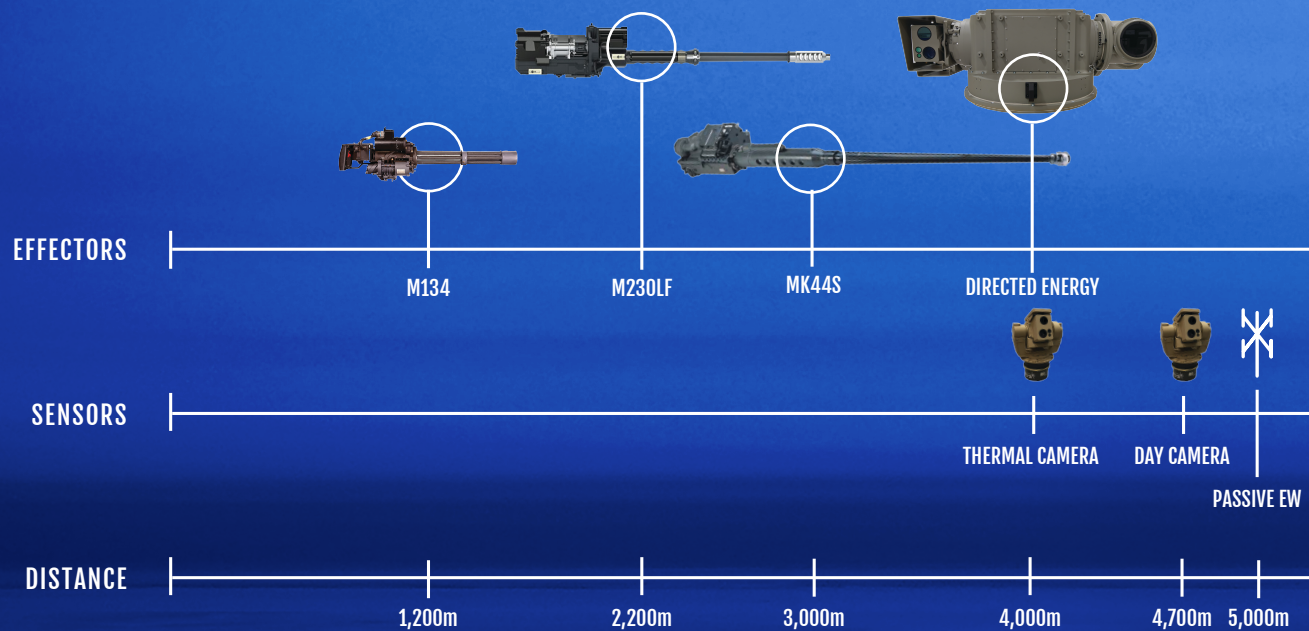 EFFECTORS
M134
M230LF
MK44S
DIRECTED ENERGY
SENSORS
THERMAL CAMERA
DAY CAMERA
PASSIVE EW
DISTANCE
1,200m
2,200m
3,000m
4,000m
4,700m
5,000m